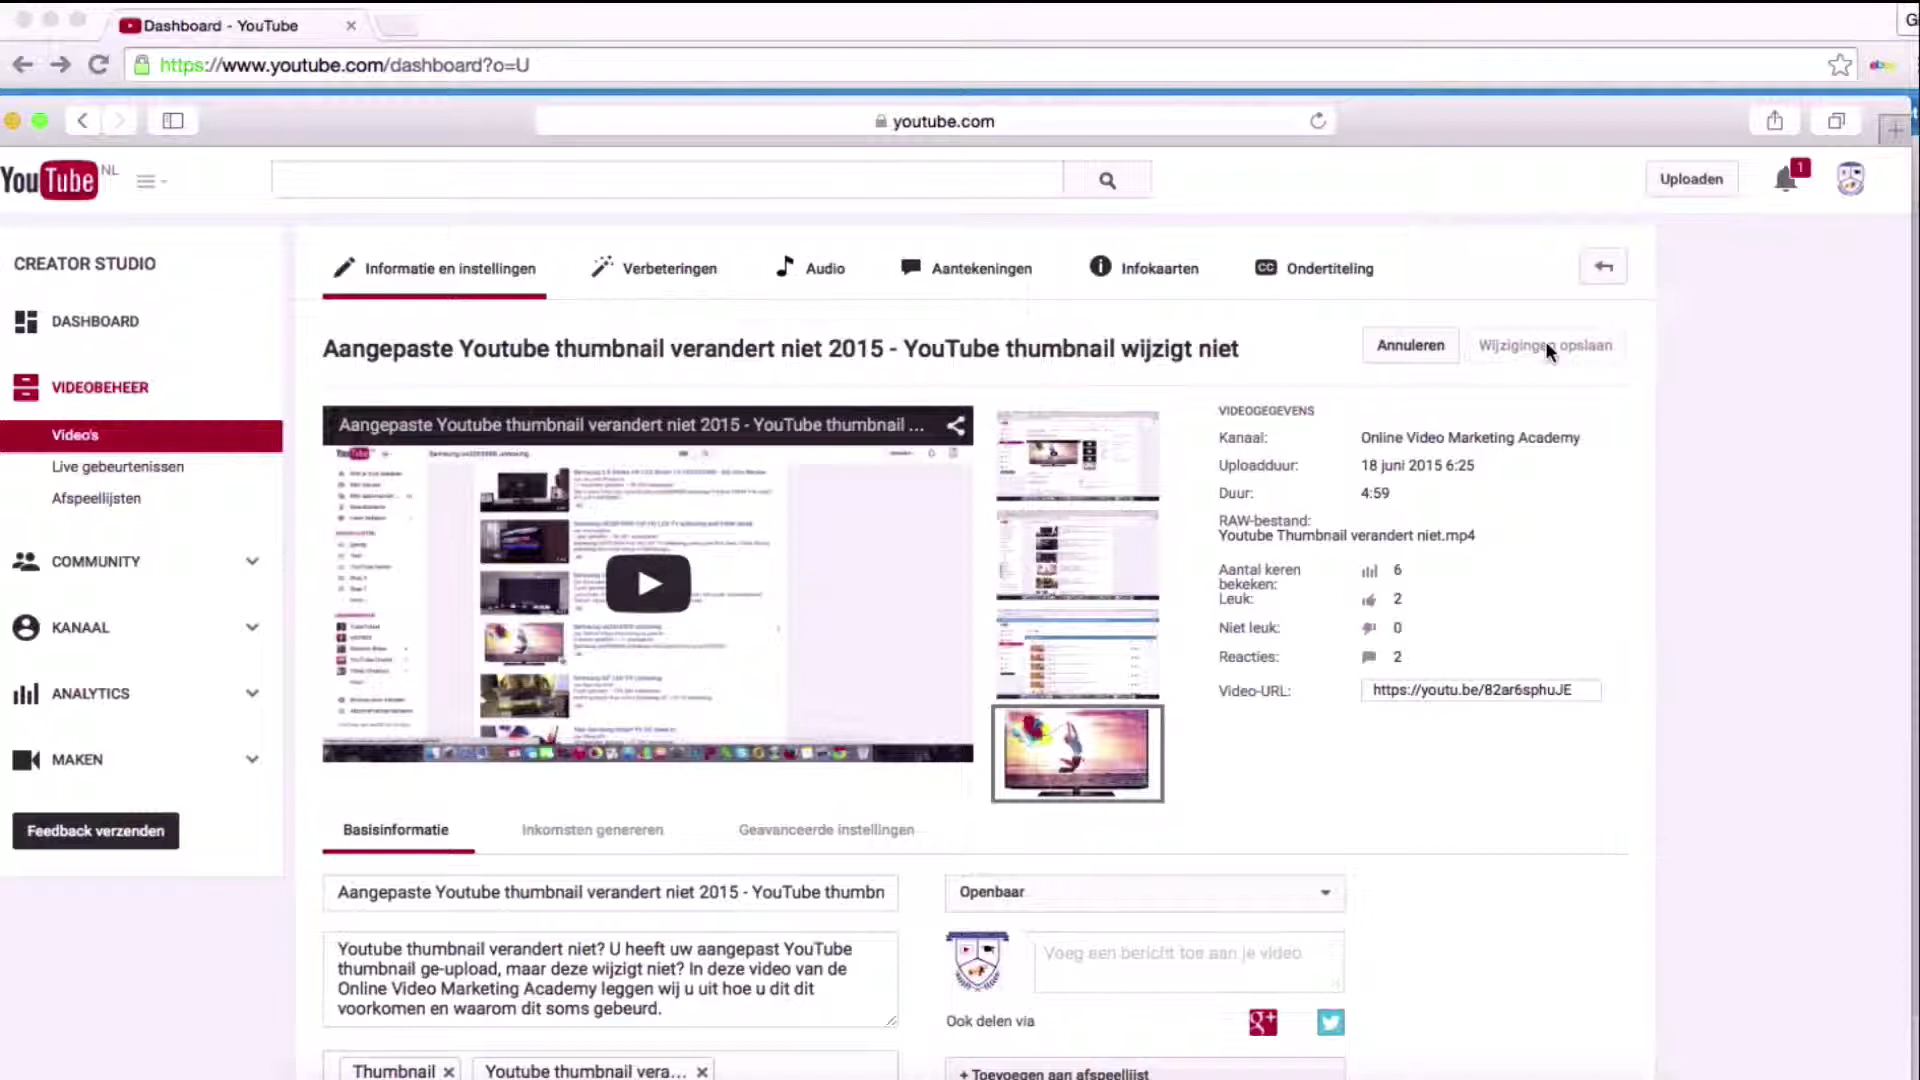 Dashboard - YouTube
https://www.youtube.com/dashboard?o=U
youtube.com
YouTube NL
Uploaden
1
CREATOR STUDIO
DASHBOARD
VIDEOBEHEER
Video's
Live gebeurtenissen
Afspeellijsten
COMMUNITY
KANAAL
ANALYTICS
MAKEN
Feedback verzenden
Informatie en instellingen
Verbeteringen
Audio
Aantekeningen
Infokaarten
CC Ondertiteling
Aangepaste Youtube thumbnail verandert niet 2015 - YouTube thumbnail wijzigt niet
Annuleren
Wijzigingen opslaan
Aangepaste Youtube thumbnail verandert niet 2015 - YouTube thumbnail ...
VIDEOGEGEVENS
Kanaal: Online Video Marketing Academy
Uploadduur: 18 juni 2015 6:25
Duur: 4:59
RAW-bestand:
Youtube Thumbnail verandert niet.mp4
Aantal keren
bekeken: 6
Leuk: 2
Niet leuk: 0
Reacties: 2
Video-URL: https://youtu.be/82ar6sphuJE
Basisinformatie
Inkomsten genereren
Geavanceerde instellingen
Aangepaste Youtube thumbnail verandert niet 2015 - YouTube thumbn
Youtube thumbnail verandert niet? U heeft uw aangepast YouTube
thumbnail ge-upload, maar deze wijzigt niet? In deze video van de
Online Video Marketing Academy leggen wij u uit hoe u dit dit
voorkomen en waarom dit soms gebeurd.
Thumbnail
Youtube thumbnail vera...
Openbaar
Voeg een bericht toe aan je video
Ook delen via
g+
+ Toevoegen aan afspeellijst